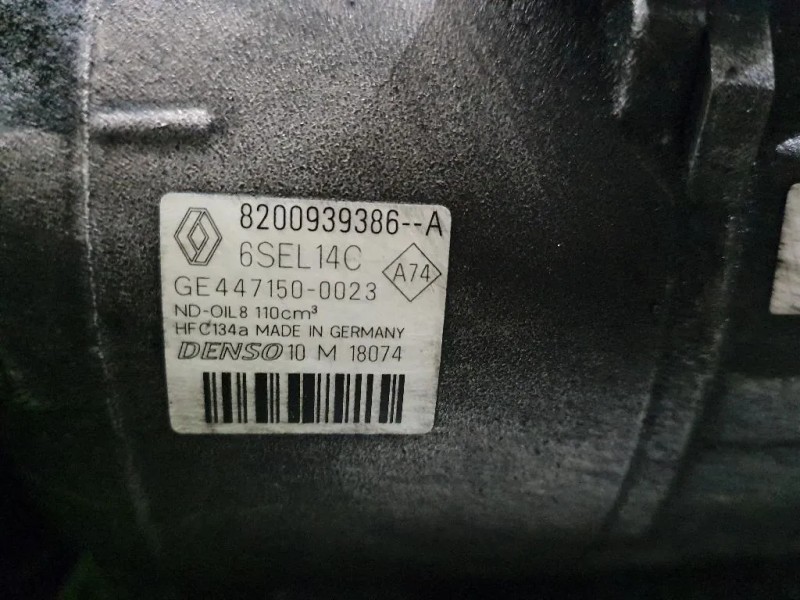 8200939386--A
6SEL14C
A74
GE447150-0023
ND-OIL8 110cm³
HFC134a MADE IN GERMANY
DENSO 10 M 18074